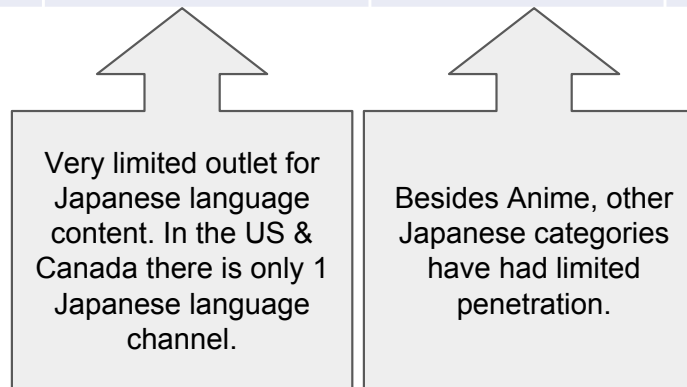 Very limited outlet for
Japanese language
content. In the US &
Canada there is only 1
Japanese language
channel.
Besides Anime, other
Japanese categories
have had limited
penetration.